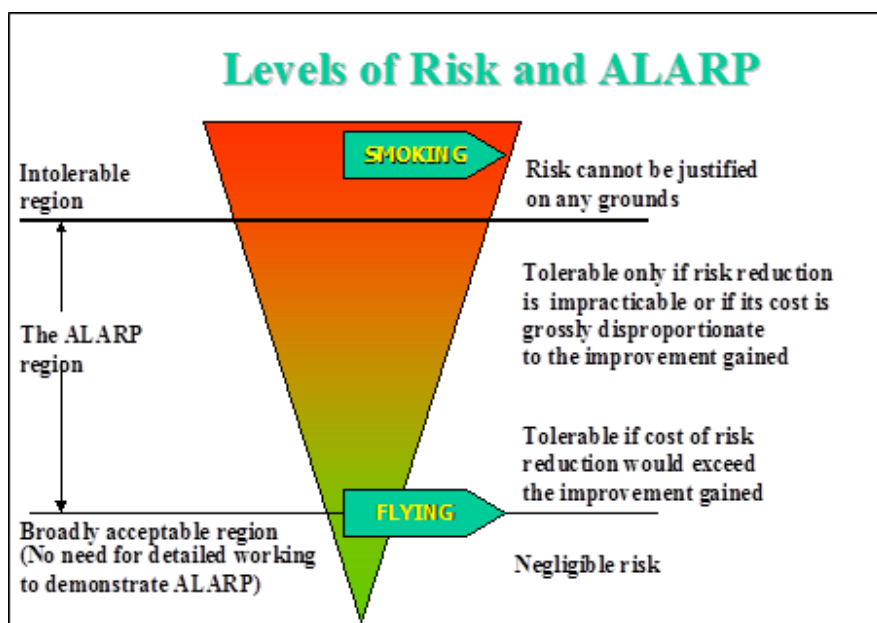 Levels of Risk and ALARP
SMOKING
Intolerable
region
Risk cannot be justified
on any grounds
The ALARP
region
Tolerable only if risk reduction
is impracticable or if its cost is
grossly disproportionate
to the improvement gained
Tolerable if cost of risk
reduction would exceed
the improvement gained
FLYING
Broadly acceptable region
(No need for detailed working
to demonstrate ALARP)
Negligible risk